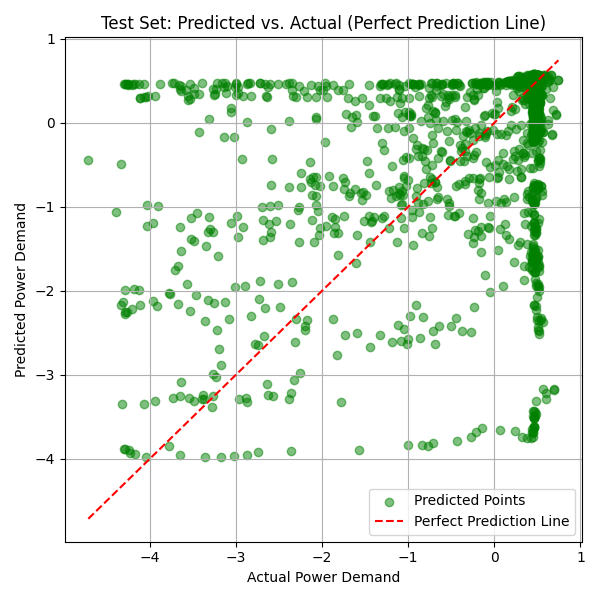 Test Set: Predicted vs. Actual (Perfect Prediction Line)
1
0
−1
−2
−3
−4
Predicted Power Demand
−4 −3 −2 −1 0 1
Actual Power Demand
Predicted Points
Perfect Prediction Line